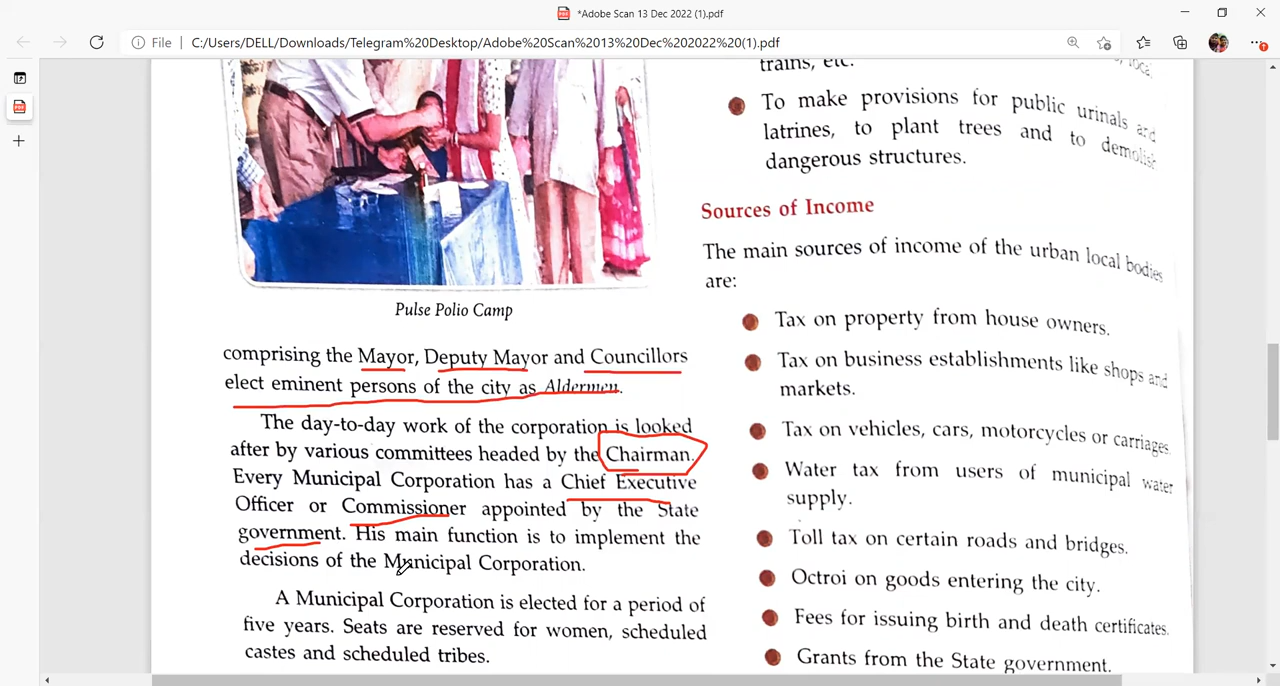 *Adobe Scan 13 Dec 2022 (1).pdf
File | C:/Users/DELL/Downloads/Telegram%20Desktop/Adobe%20Scan%2013%20Dec%202022%20(1).pdf
Pulse Polio Camp
comprising the Mayor, Deputy Mayor and Councillors
elect eminent persons of the city as Aldermen.
The day-to-day work of the corporation is looked
after by various committees headed by the Chairman.
Every Municipal Corporation has a Chief Executive
Officer or Commissioner appointed by the State
government. His main function is to implement the
decisions of the Municipal Corporation.
A Municipal Corporation is elected for a period of
five years. Seats are reserved for women, scheduled
castes and scheduled tribes.
trains, etc.
To make provisions for public urinals and
latrines, to plant trees and to demolish
dangerous structures.
Sources of Income
The main sources of income of the urban local bodies
are:
Tax on property from house owners.
Tax on business establishments like shops and
markets.
Tax on vehicles, cars, motorcycles or carriages.
Water tax from users of municipal water
supply.
Toll tax on certain roads and bridges.
Octroi on goods entering the city.
Fees for issuing birth and death certificates.
Grants from the State government.